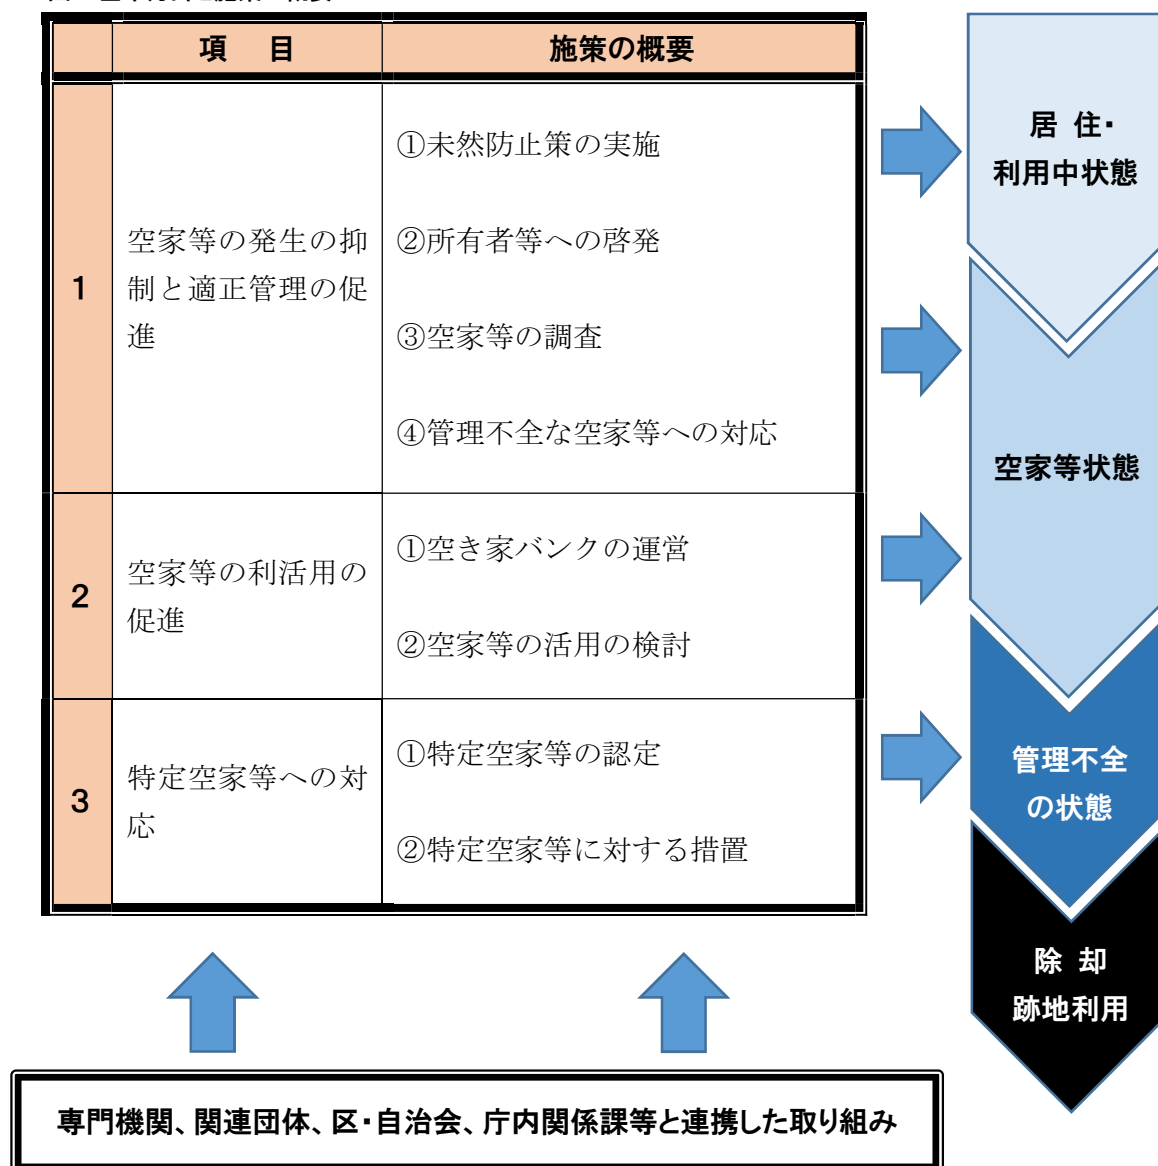 項　目
施策の概要
1
空家等の発生の抑
制と適正管理の促
進
①未然防止策の実施
②所有者等への啓発
③空家等の調査
④管理不全な空家等への対応
2
空家等の利活用の
促進
①空き家バンクの運営
②空家等の活用の検討
3
特定空家等への対
応
①特定空家等の認定
②特定空家等に対する措置
居 住・
利用中状態
空家等状態
管理不全
の状態
除 却
跡地利用
専門機関、関連団体、区・自治会、庁内関係課等と連携した取り組み